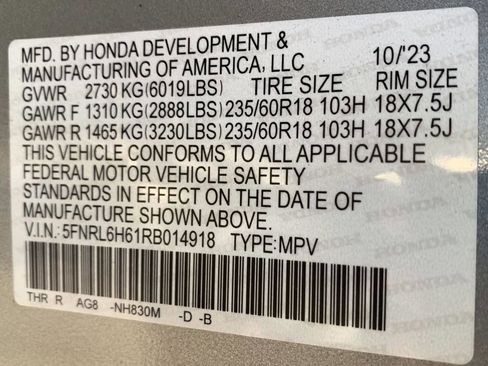 MFD. BY HONDA DEVELOPMENT & 
MANUFACTURING OF AMERICA, LLC 10/'23
GVWR 2730 KG(6019LBS) TIRE SIZE RIM SIZE
GAWR F 1310 KG(2888LBS) 235/60R18 103H 18X7.5J
GAWR R 1465 KG(3230LBS) 235/60R18 103H 18X7.5J
THIS VEHICLE CONFORMS TO ALL APPLICABLE
FEDERAL MOTOR VEHICLE SAFETY
STANDARDS IN EFFECT ON THE DATE OF
MANUFACTURE SHOWN ABOVE.
V.I.N.: 5FNRL6H61RB014918 TYPE:MPV
THR R AG8 -NH830M -D -B